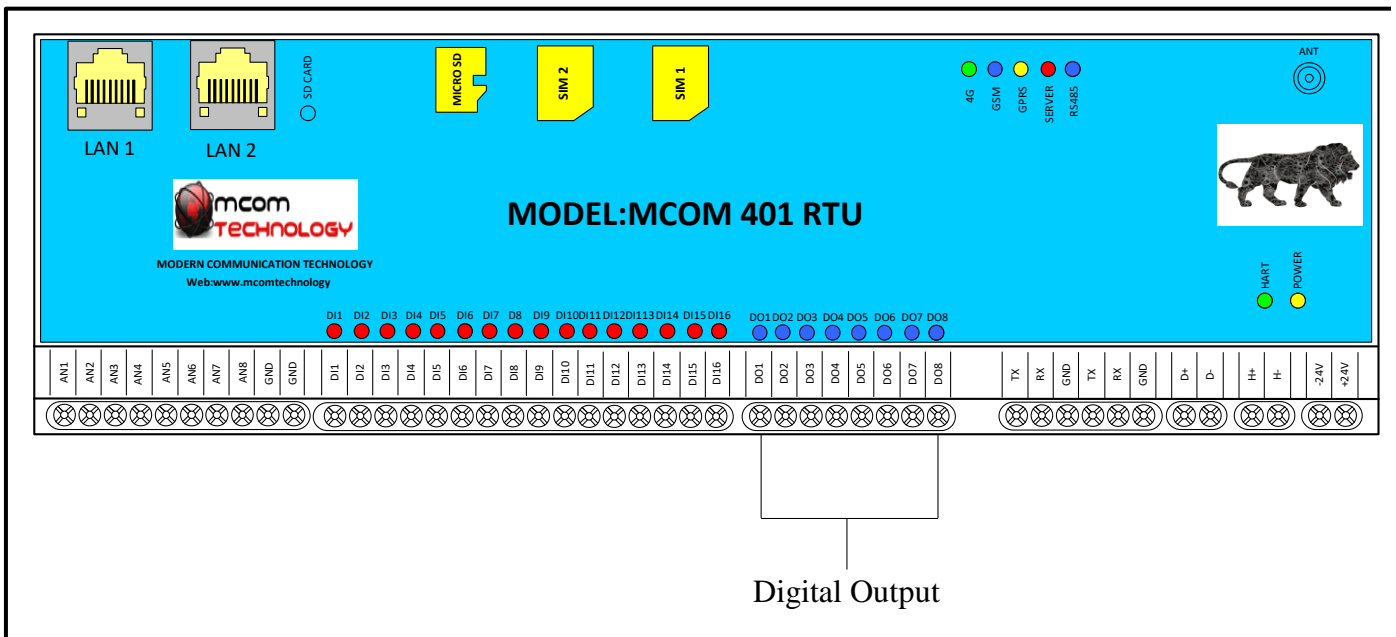 SD CARD
MICRO SD
SIM 2
SIM 1
4G
GSM
GPRS
SERVER
RS485
ANT
LAN 1
LAN 2
mcom
TECHNOLOGY
MODEL:MCOM 401 RTU
MODERN COMMUNICATION TECHNOLOGY
Web:www.mcomtechnology
HART
POWER
DI1 DI2 DI3 DI4 DI5 DI6 DI7 D8 DI9 DI10 DI11 DI12 DI113 DI14 DI15 DI16
DO1 DO2 DO3 DO4 DO5 DO6 DO7 DO8
AN1 AN2 AN3 AN4 AN5 AN6 AN7 AN8 GND GND
DI1 DI2 DI3 DI4 DI5 DI6 DI7 DI8 DI9 DI10 DI11 DI12 DI13 DI14 DI15 DI16
DO1 DO2 DO3 DO4 DO5 DO6 DO7 DO8
TX RX GND TX RX GND
D+ D-
H+ H-
-24V +24V
Digital Output